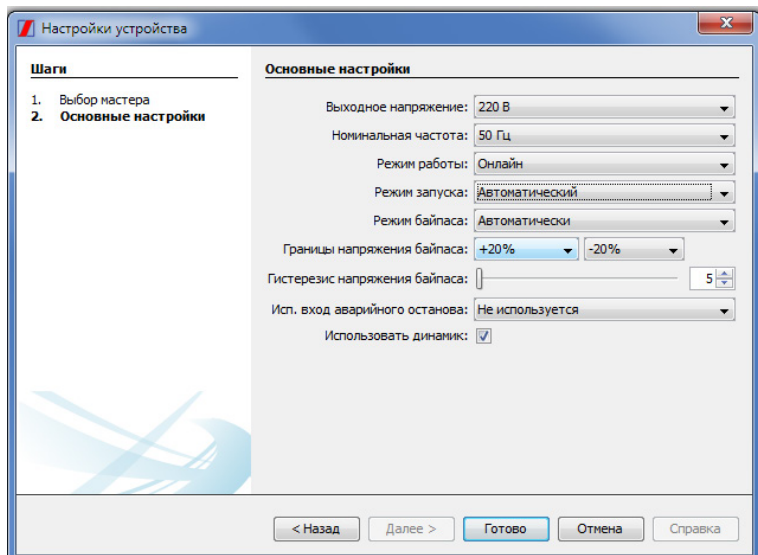 Настройки устройства
Шаги
1. Выбор мастера
2. Основные настройки
Основные настройки
Выходное напряжение: 220 В
Номинальная частота: 50 Гц
Режим работы: Онлайн
Режим запуска: Автоматический
Режим байпаса: Автоматически
Границы напряжения байпаса: +20% -20%
Гистерезис напряжения байпаса: 5
Исп. вход аварийного останова: Не используется
Использовать динамик:
< Назад Далее > Готово Отмена Справка